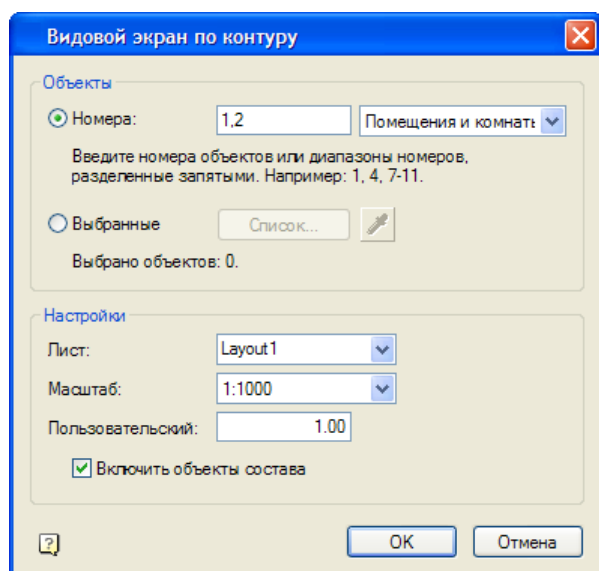 Видовой экран по контуру
Объекты
Номера: 1,2 Помещения и комнаты
Введите номера объектов или диапазоны номеров,
разделенные запятыми. Например: 1, 4, 7-11.
Выбранные Список...
Выбрано объектов: 0.
Настройки
Лист: Layout1
Масштаб: 1:1000
Пользовательский: 1.00
Включить объекты состава
? OK Отмена